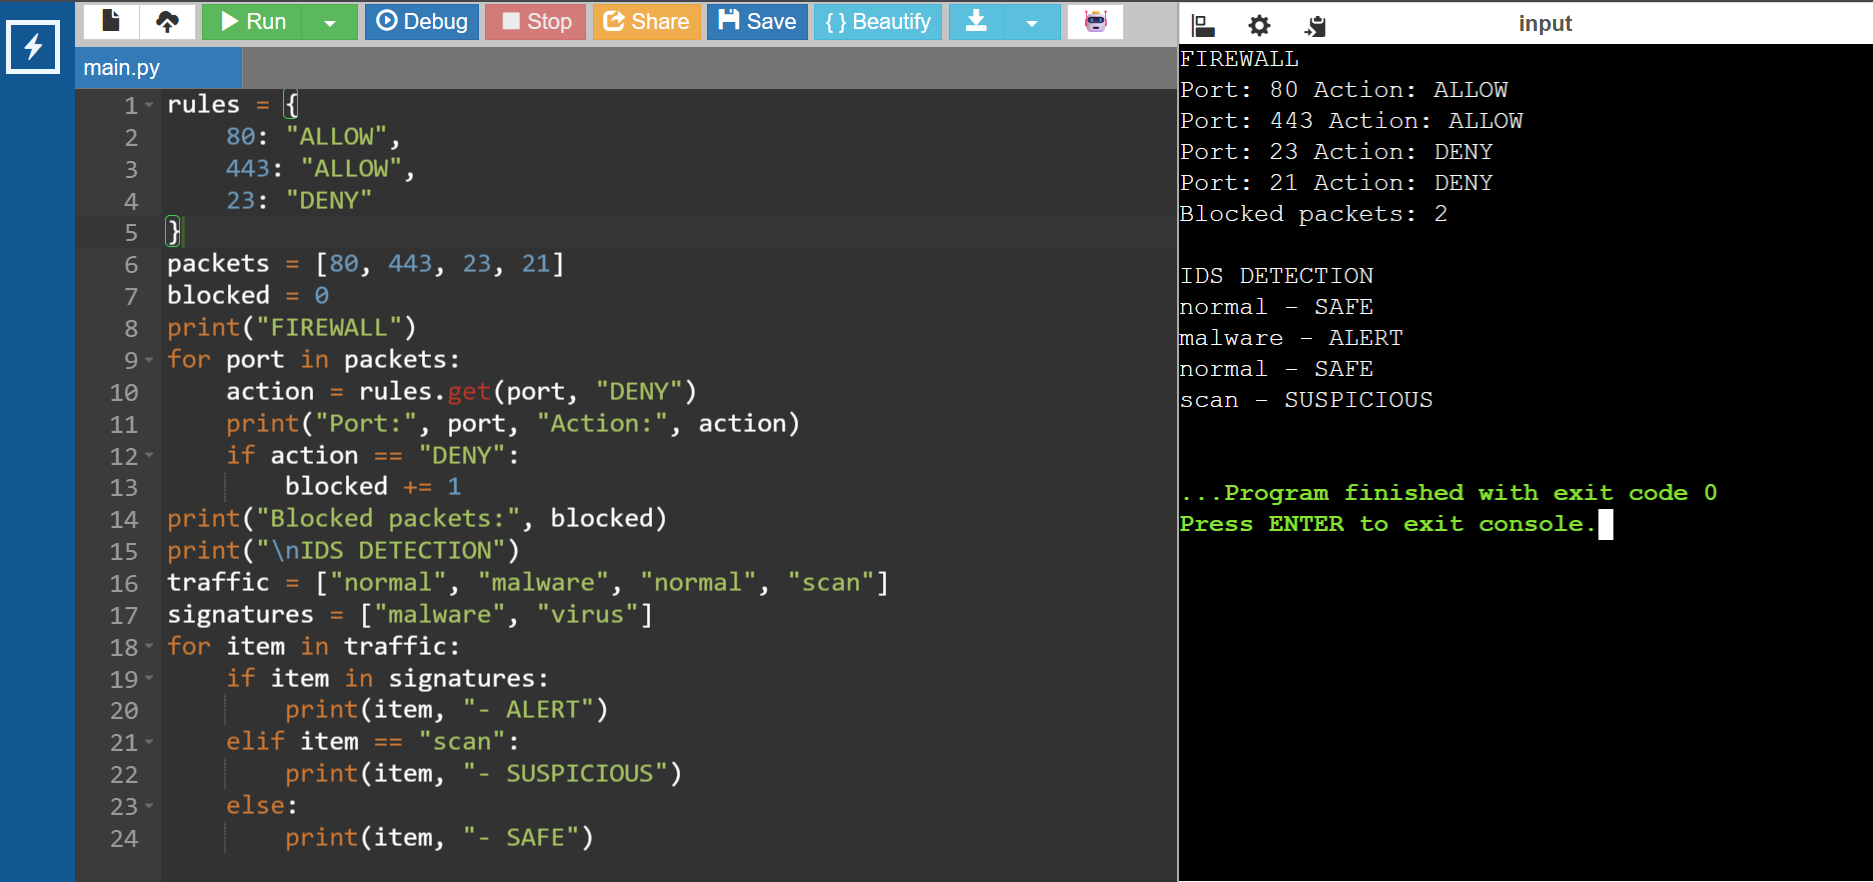 Run
Debug
Stop
Share
Save
{ } Beautify
main.py
1 rules = {
2     80: "ALLOW",
3     443: "ALLOW",
4     23: "DENY"
5 }
6 packets = [80, 443, 23, 21]
7 blocked = 0
8 print("FIREWALL")
9 for port in packets:
10     action = rules.get(port, "DENY")
11     print("Port:", port, "Action:", action)
12     if action == "DENY":
13         blocked += 1
14 print("Blocked packets:", blocked)
15 print("\nIDS DETECTION")
16 traffic = ["normal", "malware", "normal", "scan"]
17 signatures = ["malware", "virus"]
18 for item in traffic:
19     if item in signatures:
20         print(item, "- ALERT")
21     elif item == "scan":
22         print(item, "- SUSPICIOUS")
23     else:
24         print(item, "- SAFE")
input
FIREWALL
Port: 80 Action: ALLOW
Port: 443 Action: ALLOW
Port: 23 Action: DENY
Port: 21 Action: DENY
Blocked packets: 2

IDS DETECTION
normal - SAFE
malware - ALERT
normal - SAFE
scan - SUSPICIOUS

...Program finished with exit code 0
Press ENTER to exit console.